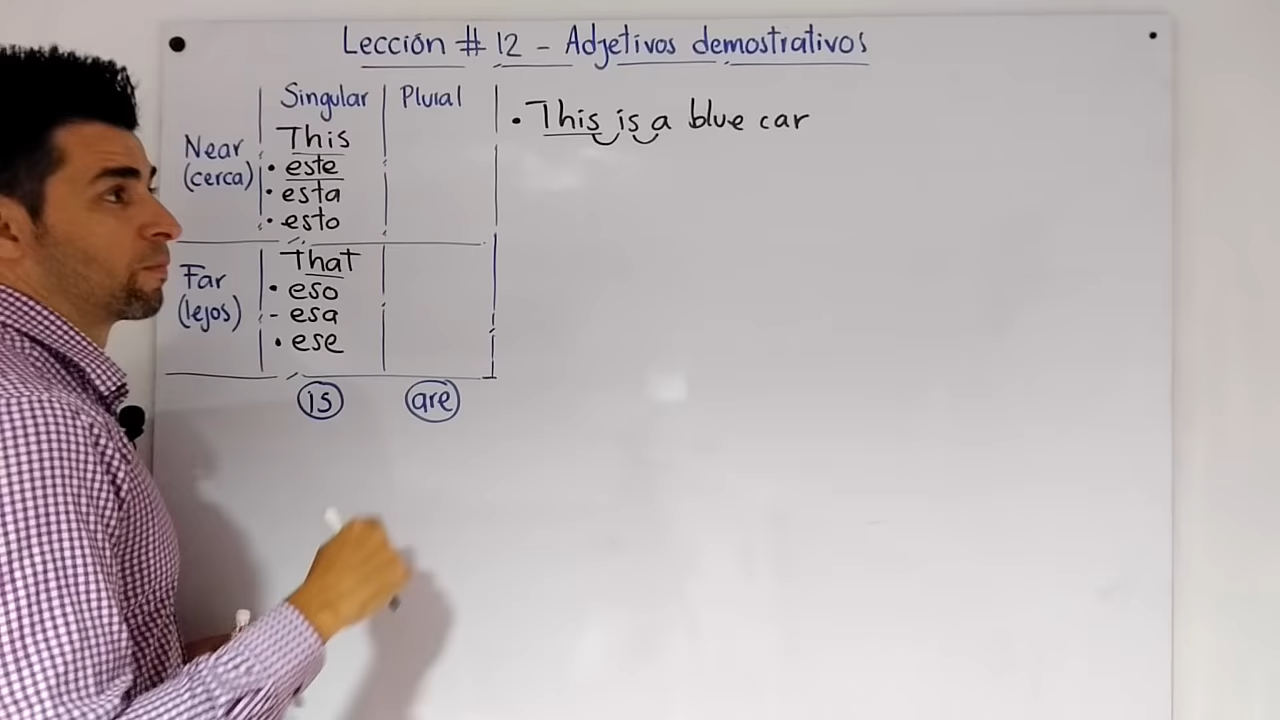 Lección # 12 - Adjetivos demostrativos
Singular Plural
Near
(cerca)
This
• este
• esta
• esto
Far
(lejos)
That
• eso
- esa
• ese
is are
• This is a blue car